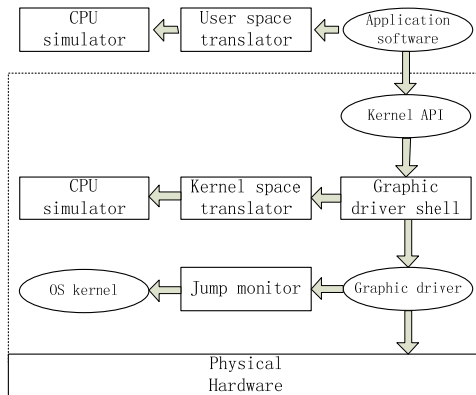 CPU
simulator
User space
translator
Application
software
Kernel API
CPU
simulator
Kernel space
translator
Graphic
driver shell
OS kernel
Jump monitor
Graphic driver
Physical
Hardware